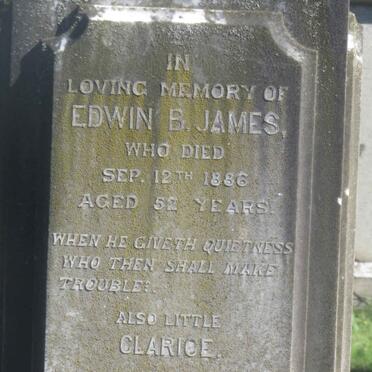 IN
LOVING MEMORY OF
EDWIN B. JAMES,
WHO DIED
SEP. 12TH 1886
AGED 52 YEARS.
WHEN HE GIVETH QUIETNESS
WHO THEN SHALL MAKE
TROUBLE?.
ALSO LITTLE
CLARICE.